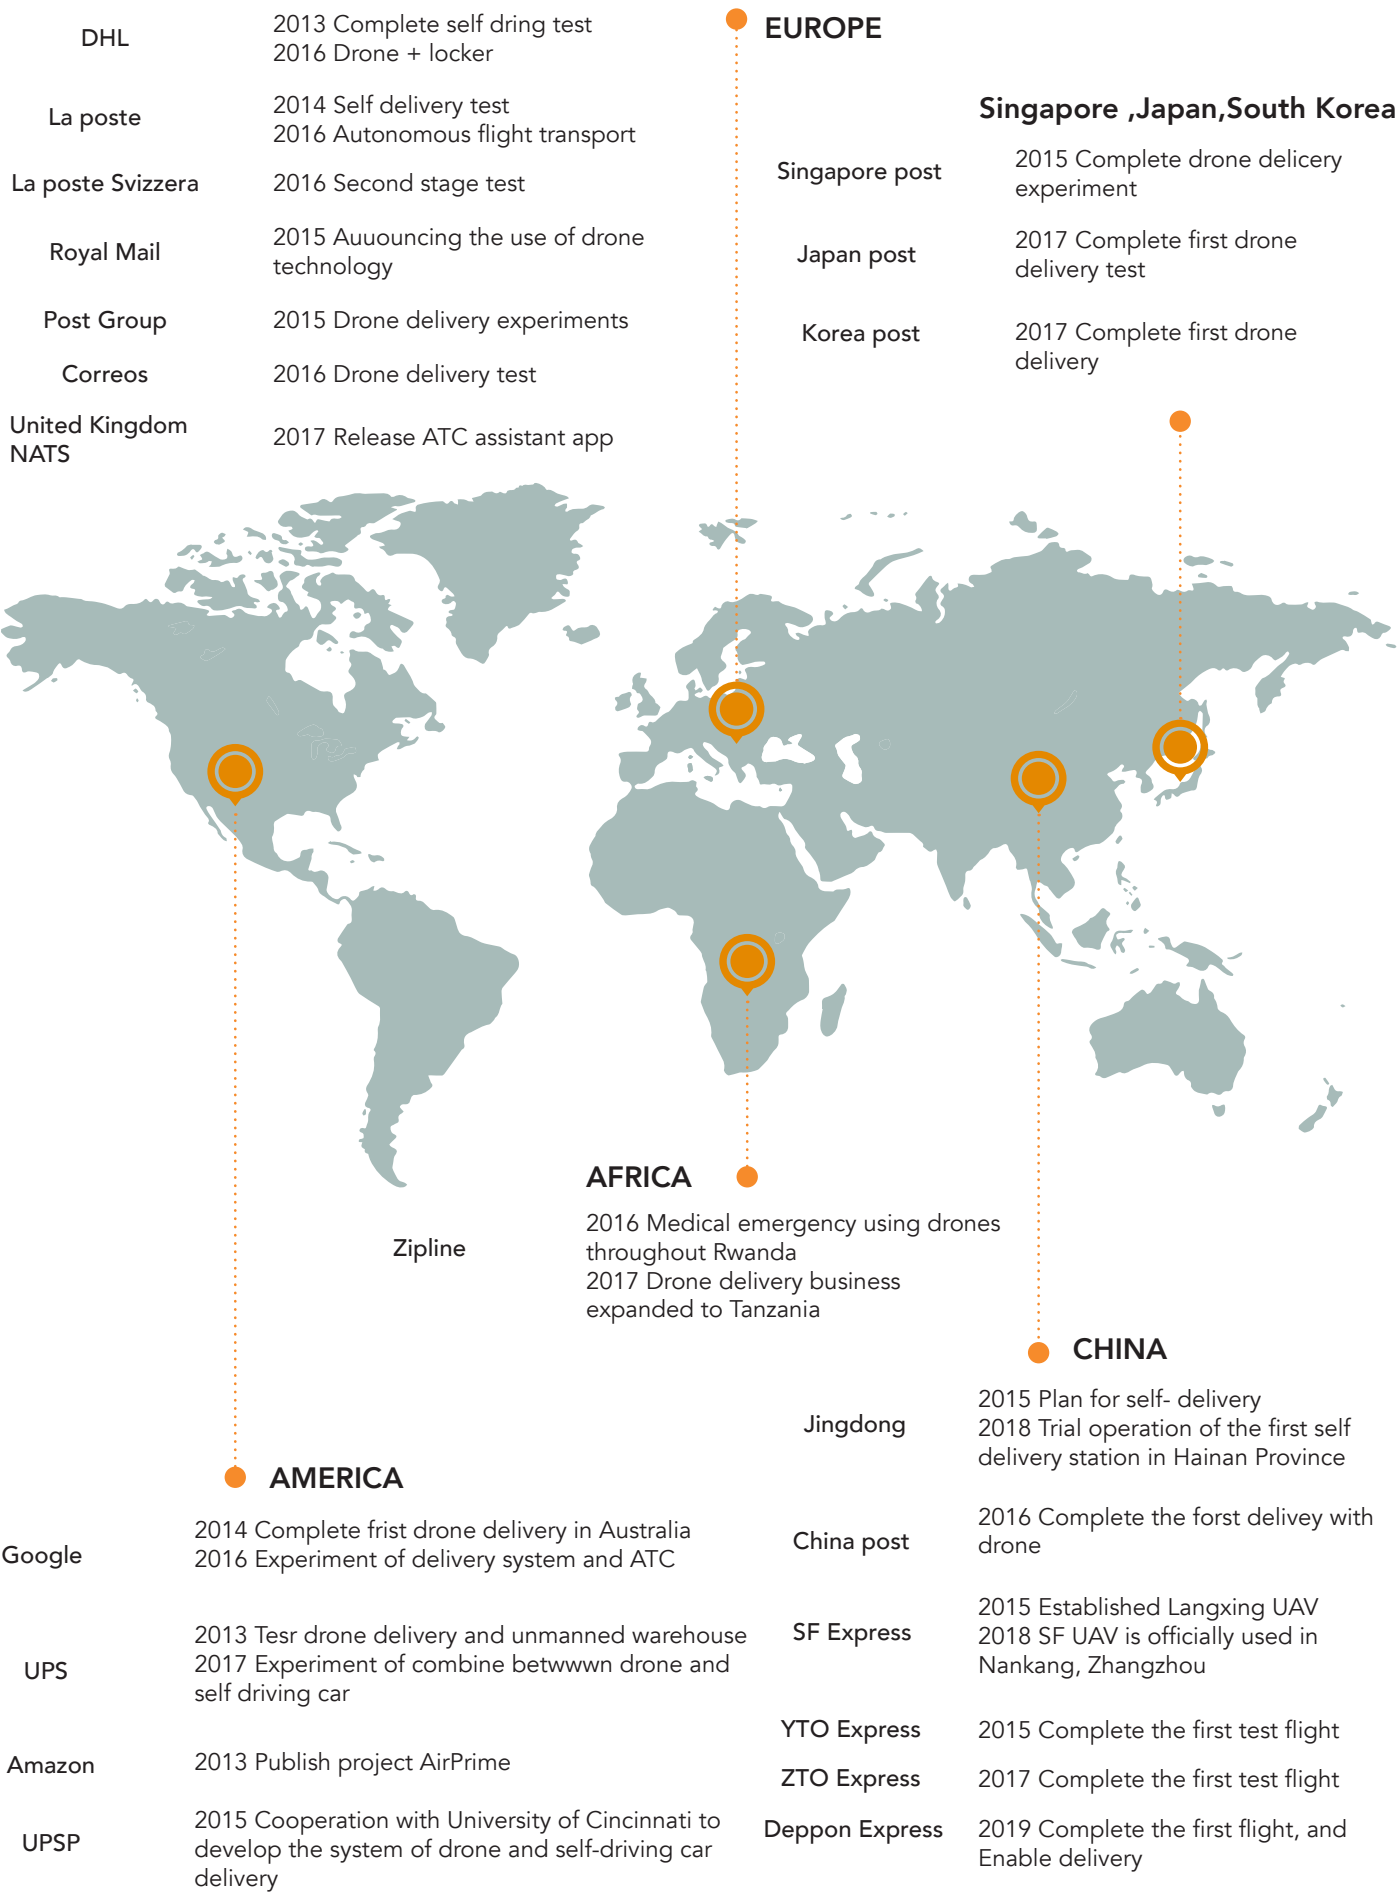 EUROPE
DHL
2013 Complete self dring test
2016 Drone + locker
La poste
2014 Self delivery test
2016 Autonomous flight transport
La poste Svizzera
2016 Second stage test
Royal Mail
2015 Auuouncing the use of drone
technology
Post Group
2015 Drone delivery experiments
Correos
2016 Drone delivery test
United Kingdom
NATS
2017 Release ATC assistant app
Singapore ,Japan,South Korea
Singapore post
2015 Complete drone delicery
experiment
Japan post
2017 Complete first drone
delivery test
Korea post
2017 Complete first drone
delivery
AFRICA
Zipline
2016 Medical emergency using drones
throughout Rwanda
2017 Drone delivery business
expanded to Tanzania
AMERICA
Google
2014 Complete frist drone delivery in Australia
2016 Experiment of delivery system and ATC
UPS
2013 Tesr drone delivery and unmanned warehouse
2017 Experiment of combine betwwwn drone and
self driving car
Amazon
2013 Publish project AirPrime
UPSP
2015 Cooperation with University of Cincinnati to
develop the system of drone and self-driving car
delivery
CHINA
Jingdong
2015 Plan for self- delivery
2018 Trial operation of the first self
delivery station in Hainan Province
China post
2016 Complete the forst delivey with
drone
SF Express
2015 Established Langxing UAV
2018 SF UAV is officially used in
Nankang, Zhangzhou
YTO Express
2015 Complete the first test flight
ZTO Express
2017 Complete the first test flight
Deppon Express
2019 Complete the first flight, and
Enable delivery